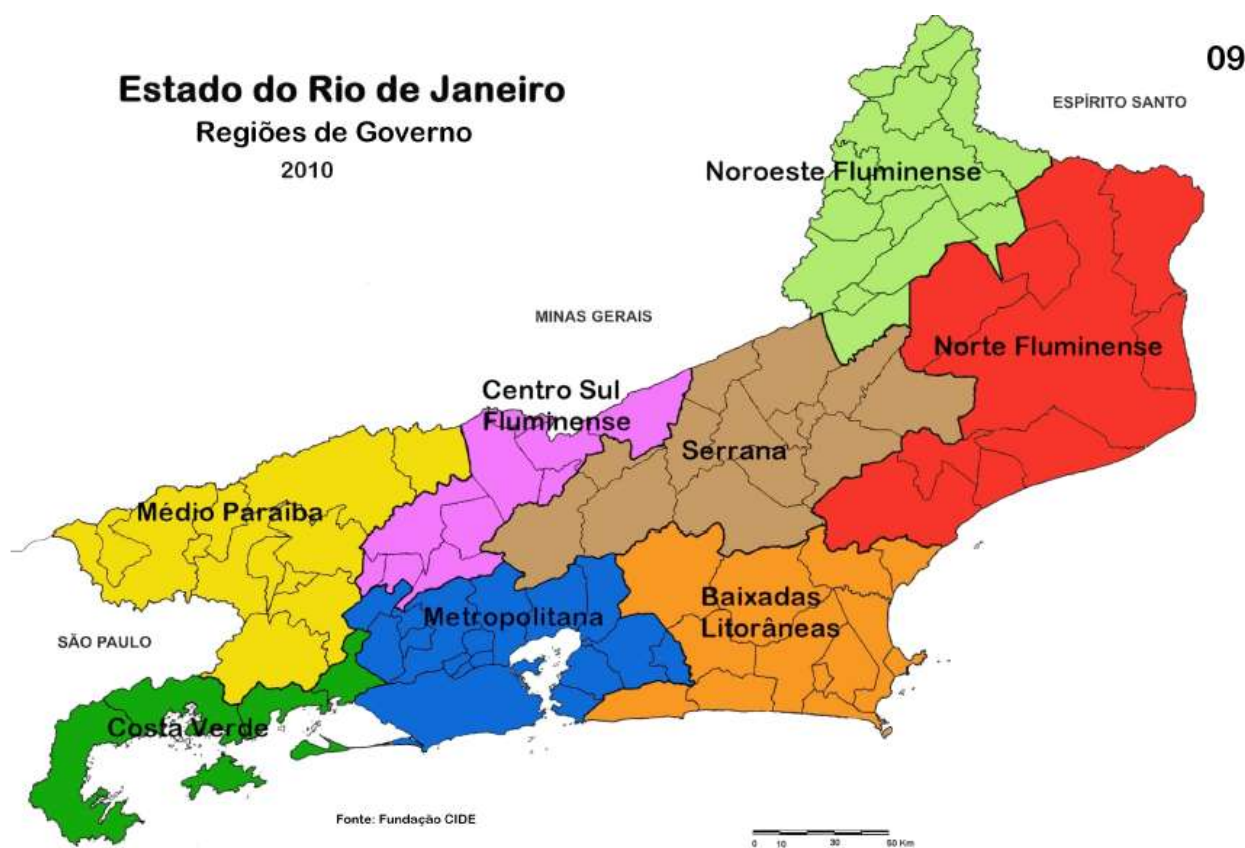 Estado do Rio de Janeiro
Regiões de Governo
2010
09
ESPÍRITO SANTO
Noroeste Fluminense
MINAS GERAIS
Norte Fluminense
Centro Sul
Fluminense
Serrana
Médio Paraíba
Baixadas
Litorâneas
Metropolitana
SÃO PAULO
Costa Verde
Fonte: Fundação CIDE
0 10 30 50 Km